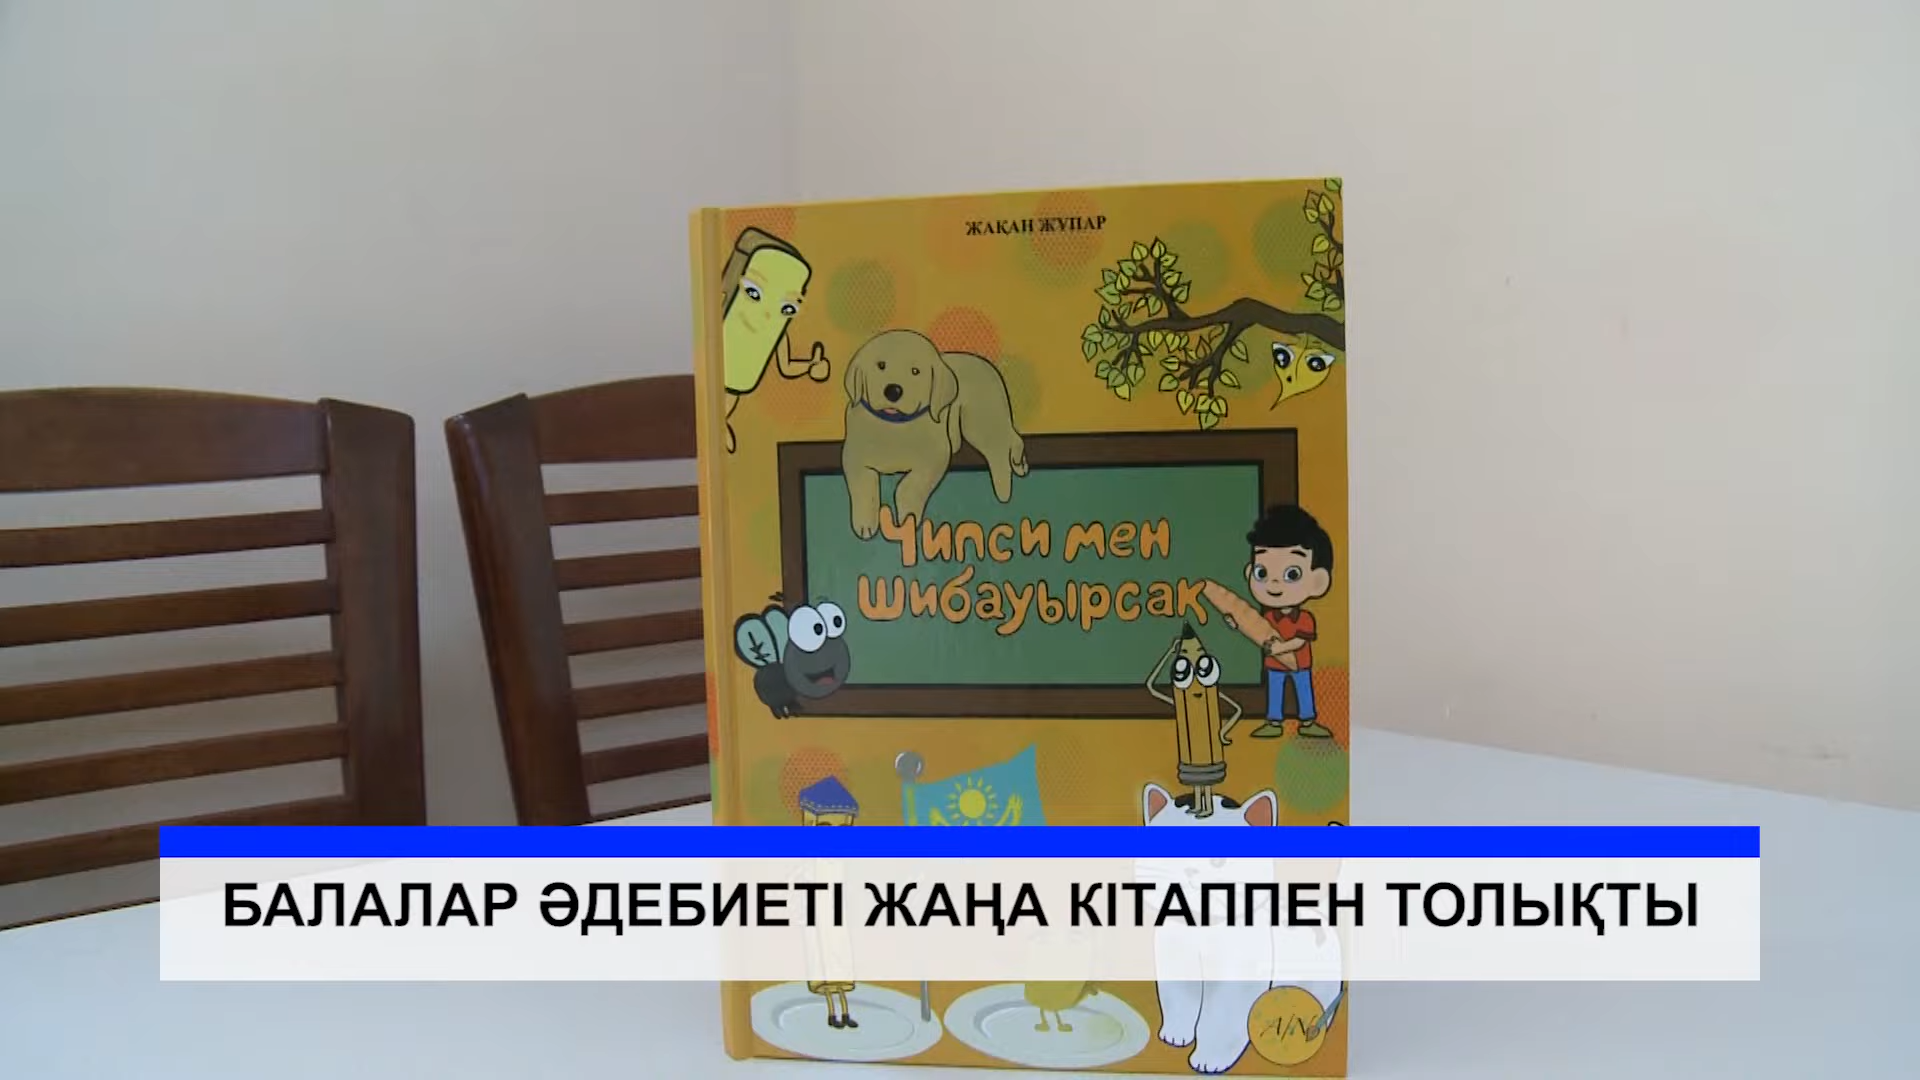 ЖАҚАН ЖҰПАР
Чипси мен
шибауырсақ
БАЛАЛАР ӘДЕБИЕТІ ЖАҢА КІТАППЕН ТОЛЫҚТЫ